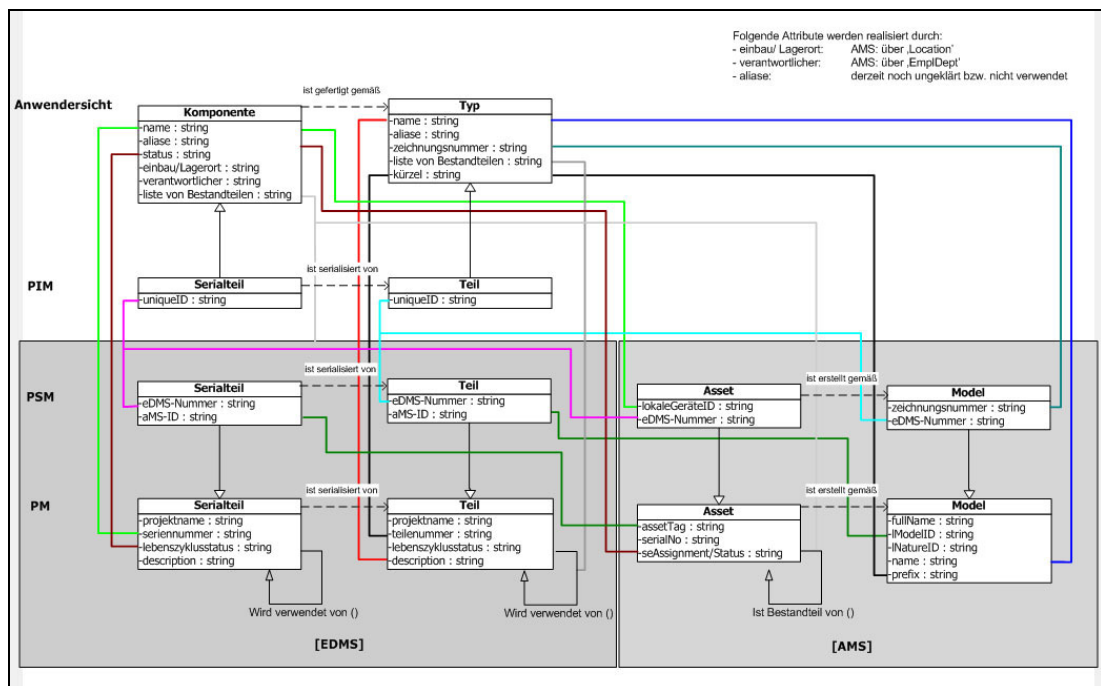 Folgende Attribute werden realisiert durch:
- einbau/ Lagerort: AMS: über ‚Location'
- verantwortlicher: AMS: über ‚EmplDept'
- aliase: derzeit noch ungeklärt bzw. nicht verwendet
Anwendersicht
ist gefertigt gemäß
Komponente
-name : string
-aliase : string
-status : string
-einbau/Lagerort : string
-verantwortlicher : string
-liste von Bestandteilen : string
Typ
-name : string
-aliase : string
-zeichnungsnummer : string
-liste von Bestandteilen : string
-kürzel : string
PIM
ist serialisiert von
Serialteil
-uniqueID : string
Teil
-uniqueID : string
PSM
ist serialisiert von
Serialteil
-eDMS-Nummer : string
-aMS-ID : string
Teil
-eDMS-Nummer : string
-aMS-ID : string
Asset
-lokaleGeräteID : string
-eDMS-Nummer : string
ist erstellt gemäß
Model
-zeichnungsnummer : string
-eDMS-Nummer : string
PM
ist serialisiert von
Serialteil
-projektname : string
-seriennummer : string
-lebenszyklusstatus : string
-description : string
Teil
-projektname : string
-teilenummer : string
-lebenszyklusstatus : string
-description : string
Asset
-assetTag : string
-serialNo : string
-seAssignment/Status : string
ist erstellt gemäß
Model
-fullName : string
-lModelID : string
-lNatureID : string
-name : string
-prefix : string
Wird verwendet von ()
Wird verwendet von ()
Ist Bestandteil von ()
[EDMS]
[AMS]